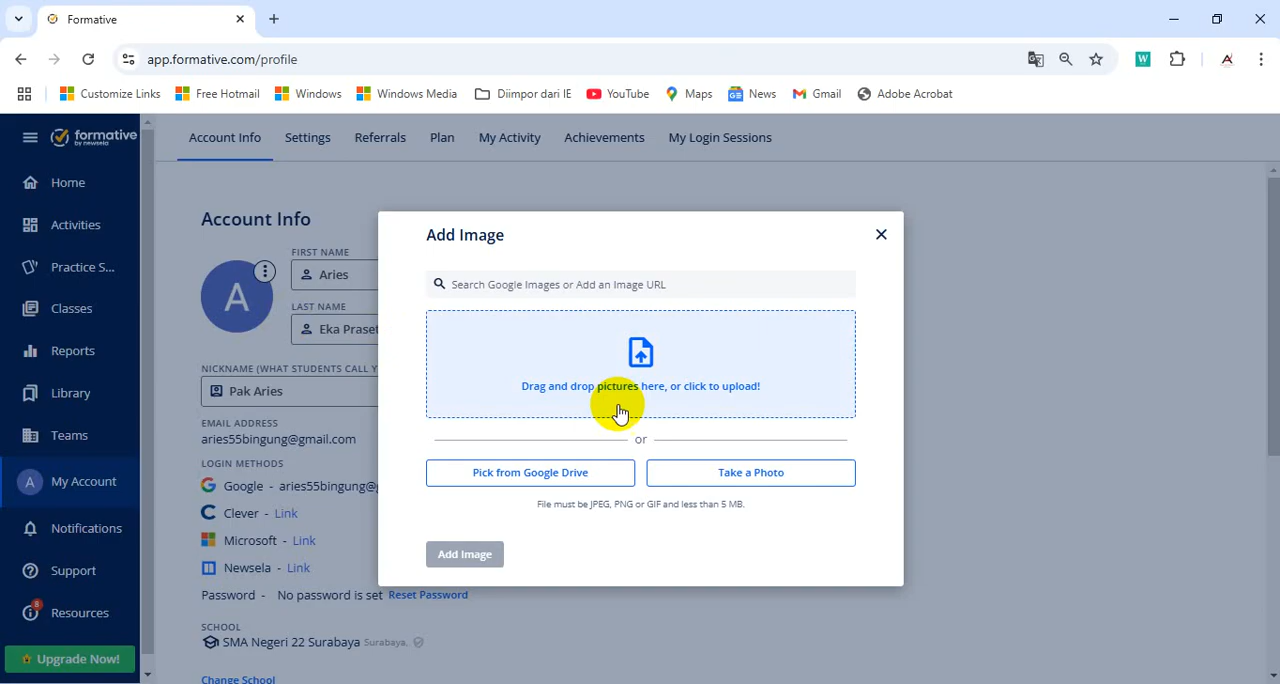 Formative
app.formative.com/profile
Customize Links
Free Hotmail
Windows
Windows Media
Diimpor dari IE
YouTube
Maps
News
Gmail
Adobe Acrobat
formative
by newsela
Account Info
Settings
Referrals
Plan
My Activity
Achievements
My Login Sessions
Home
Activities
Practice S...
Classes
Reports
Library
Teams
A My Account
Notifications
Support
8
Resources
Upgrade Now!
Account Info
A
FIRST NAME
Aries
LAST NAME
Eka Praset
NICKNAME (WHAT STUDENTS CALL Y
Pak Aries
EMAIL ADDRESS
aries55bingung@gmail.com
LOGIN METHODS
Google - aries55bingung@g
Clever - Link
Microsoft - Link
Newsela - Link
Password - No password is set Reset Password
SCHOOL
SMA Negeri 22 Surabaya Surabaya,
Change School
Add Image
Search Google Images or Add an Image URL
Drag and drop pictures here, or click to upload!
or
Pick from Google Drive
Take a Photo
File must be JPEG, PNG or GIF and less than 5 MB.
Add Image